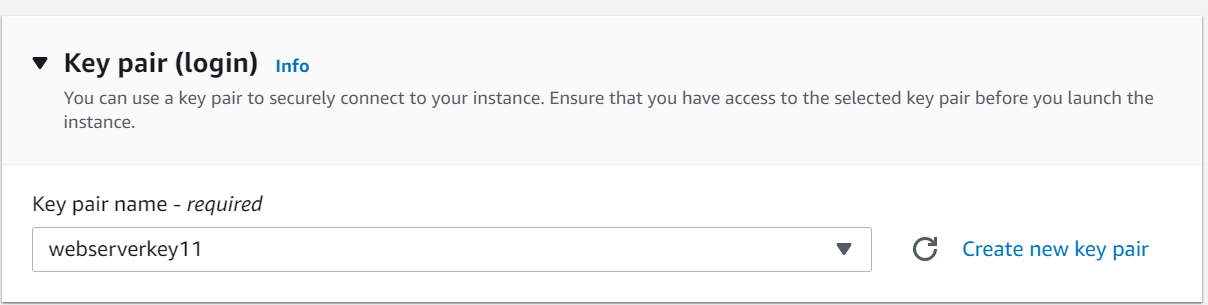 Key pair (login) Info
You can use a key pair to securely connect to your instance. Ensure that you have access to the selected key pair before you launch the
instance.
Key pair name - required
webserverkey11
Create new key pair